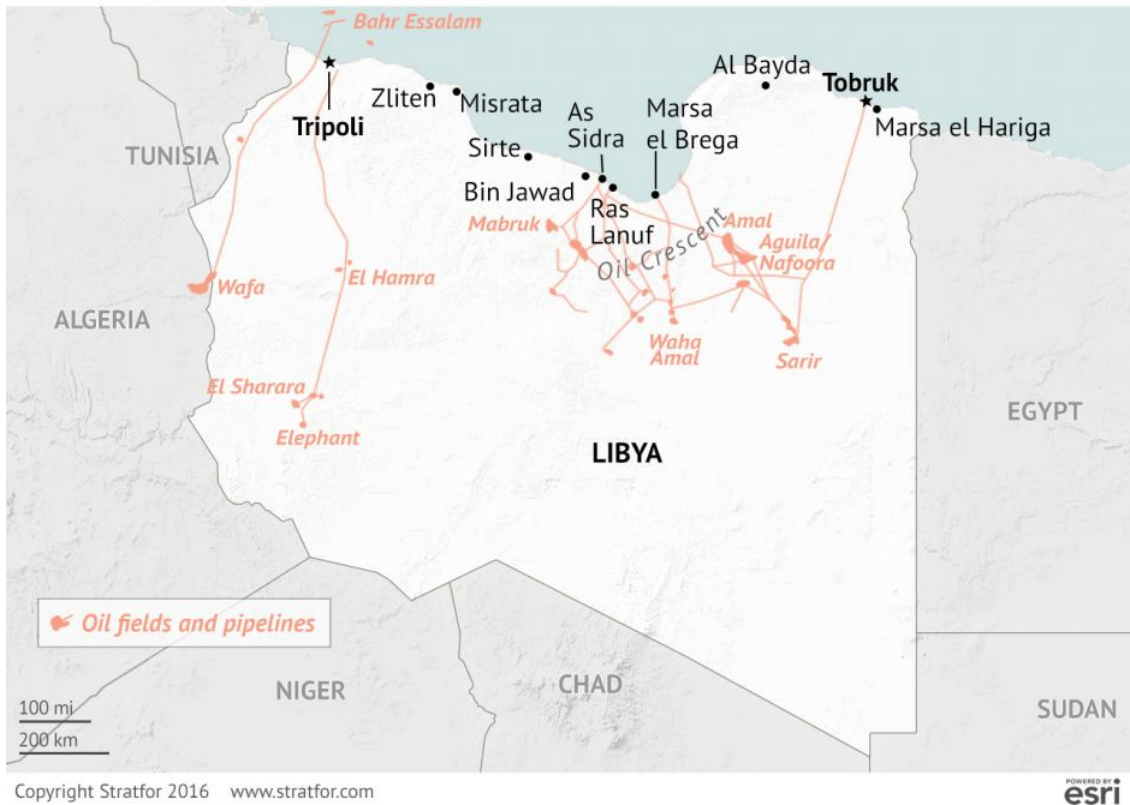 Bahr Essalam
Al Bayda
Tobruk
Zliten
Misrata
As
Sidra
Marsa
el Brega
Marsa el Hariga
Tripoli
TUNISIA
Sirte
Bin Jawad
Ras
Lanuf
Mabruk
Oil Crescent
Amal
Aguila
Nafoora
Wafa
El Hamra
ALGERIA
Waha
Amal
Sarir
El Sharara
Elephant
EGYPT
LIBYA
Oil fields and pipelines
NIGER
CHAD
SUDAN
100 mi
200 km
Copyright Stratfor 2016 www.stratfor.com
POWERED BY
esri